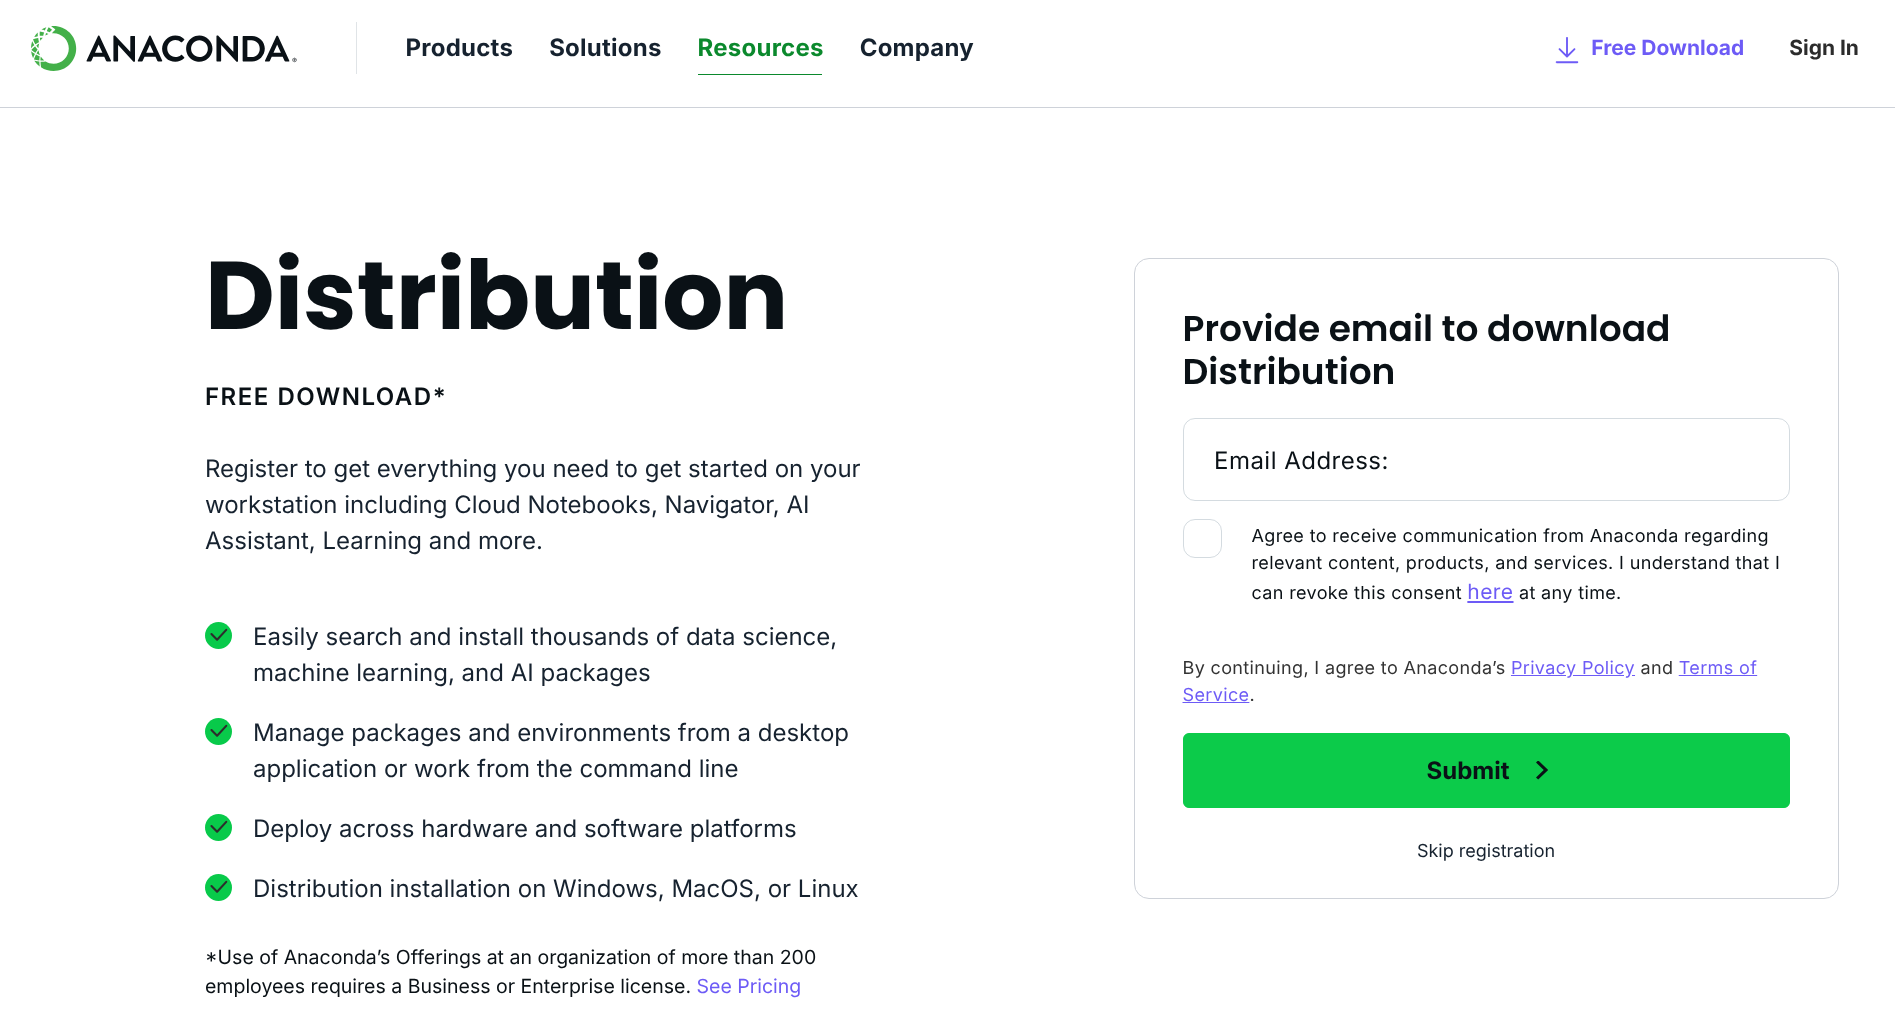 ANACONDA®
Products
Solutions
Resources
Company
Free Download
Sign In
Distribution
FREE DOWNLOAD*
Register to get everything you need to get started on your
workstation including Cloud Notebooks, Navigator, AI
Assistant, Learning and more.
Easily search and install thousands of data science,
machine learning, and AI packages
Manage packages and environments from a desktop
application or work from the command line
Deploy across hardware and software platforms
Distribution installation on Windows, MacOS, or Linux
*Use of Anaconda’s Offerings at an organization of more than 200
employees requires a Business or Enterprise license. See Pricing
Provide email to download
Distribution
Email Address:
Agree to receive communication from Anaconda regarding
relevant content, products, and services. I understand that I
can revoke this consent here at any time.
By continuing, I agree to Anaconda’s Privacy Policy and Terms of
Service.
Submit
Skip registration